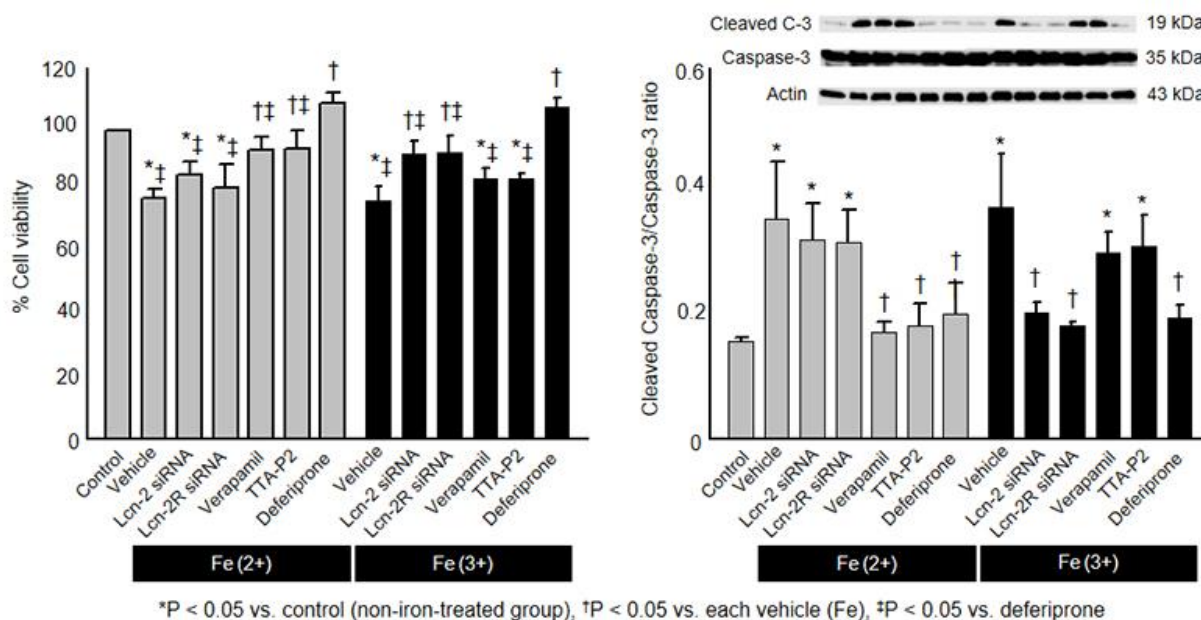 Cleaved C-3 19 kDa
Caspase-3 35 kDa
Actin 43 kDa
% Cell viability
120
100
80
60
40
20
0
*‡ *‡ *‡ †‡ †‡ † *‡ †‡ †‡ *‡ *‡ †
Control
Vehicle
Lcn-2 siRNA
Lcn-2R siRNA
Verapamil
TTA-P2
Deferiprone
Vehicle
Lcn-2 siRNA
Lcn-2R siRNA
Verapamil
TTA-P2
Deferiprone
Fe (2+) Fe (3+)
Cleaved Caspase-3/Caspase-3 ratio
0.6
0.4
0.2
0
* * * † † † * † † * * †
Control
Vehicle
Lcn-2 siRNA
Lcn-2R siRNA
Verapamil
TTA-P2
Deferiprone
Vehicle
Lcn-2 siRNA
Lcn-2R siRNA
Verapamil
TTA-P2
Deferiprone
Fe (2+) Fe (3+)
*P < 0.05 vs. control (non-iron-treated group), †P < 0.05 vs. each vehicle (Fe), ‡P < 0.05 vs. deferiprone